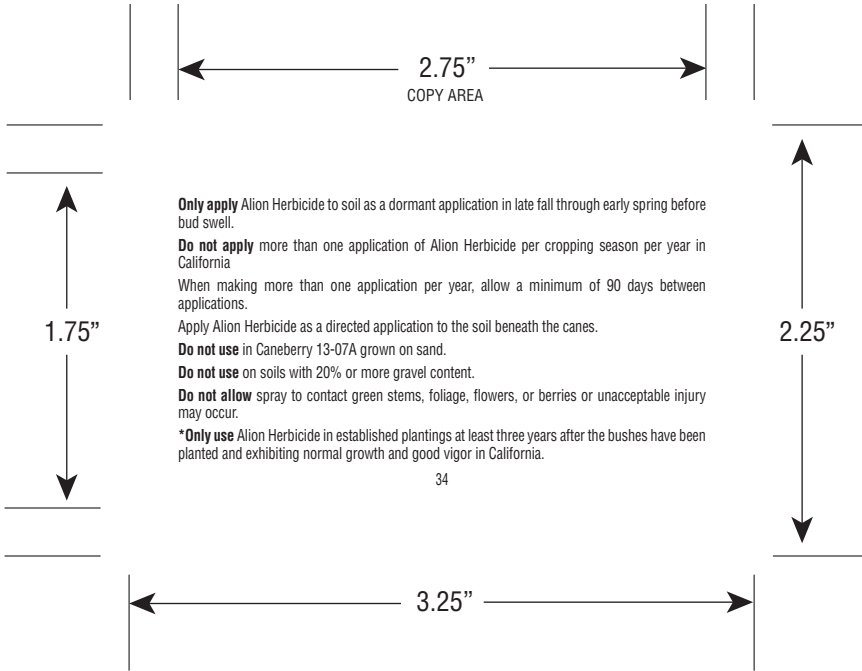 2.75”
COPY AREA
Only apply Alion Herbicide to soil as a dormant application in late fall through early spring before
bud swell.
Do not apply more than one application of Alion Herbicide per cropping season per year in
California
When making more than one application per year, allow a minimum of 90 days between
applications.
Apply Alion Herbicide as a directed application to the soil beneath the canes.
Do not use in Caneberry 13-07A grown on sand.
Do not use on soils with 20% or more gravel content.
Do not allow spray to contact green stems, foliage, flowers, or berries or unacceptable injury
may occur.
*Only use Alion Herbicide in established plantings at least three years after the bushes have been
planted and exhibiting normal growth and good vigor in California.
34
1.75”
2.25”
3.25”